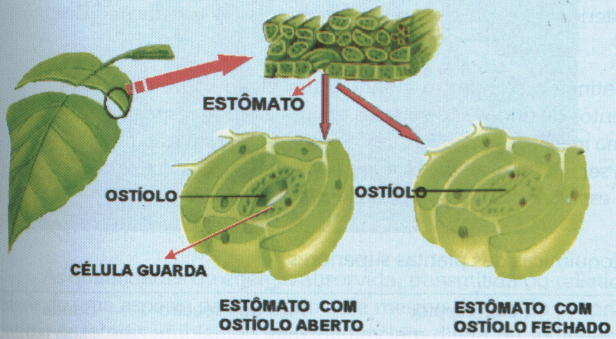 ESTÔMATO
OSTÍOLO
OSTÍOLO
CÉLULA GUARDA
ESTÔMATO COM
OSTÍOLO ABERTO
ESTÔMATO COM
OSTÍOLO FECHADO